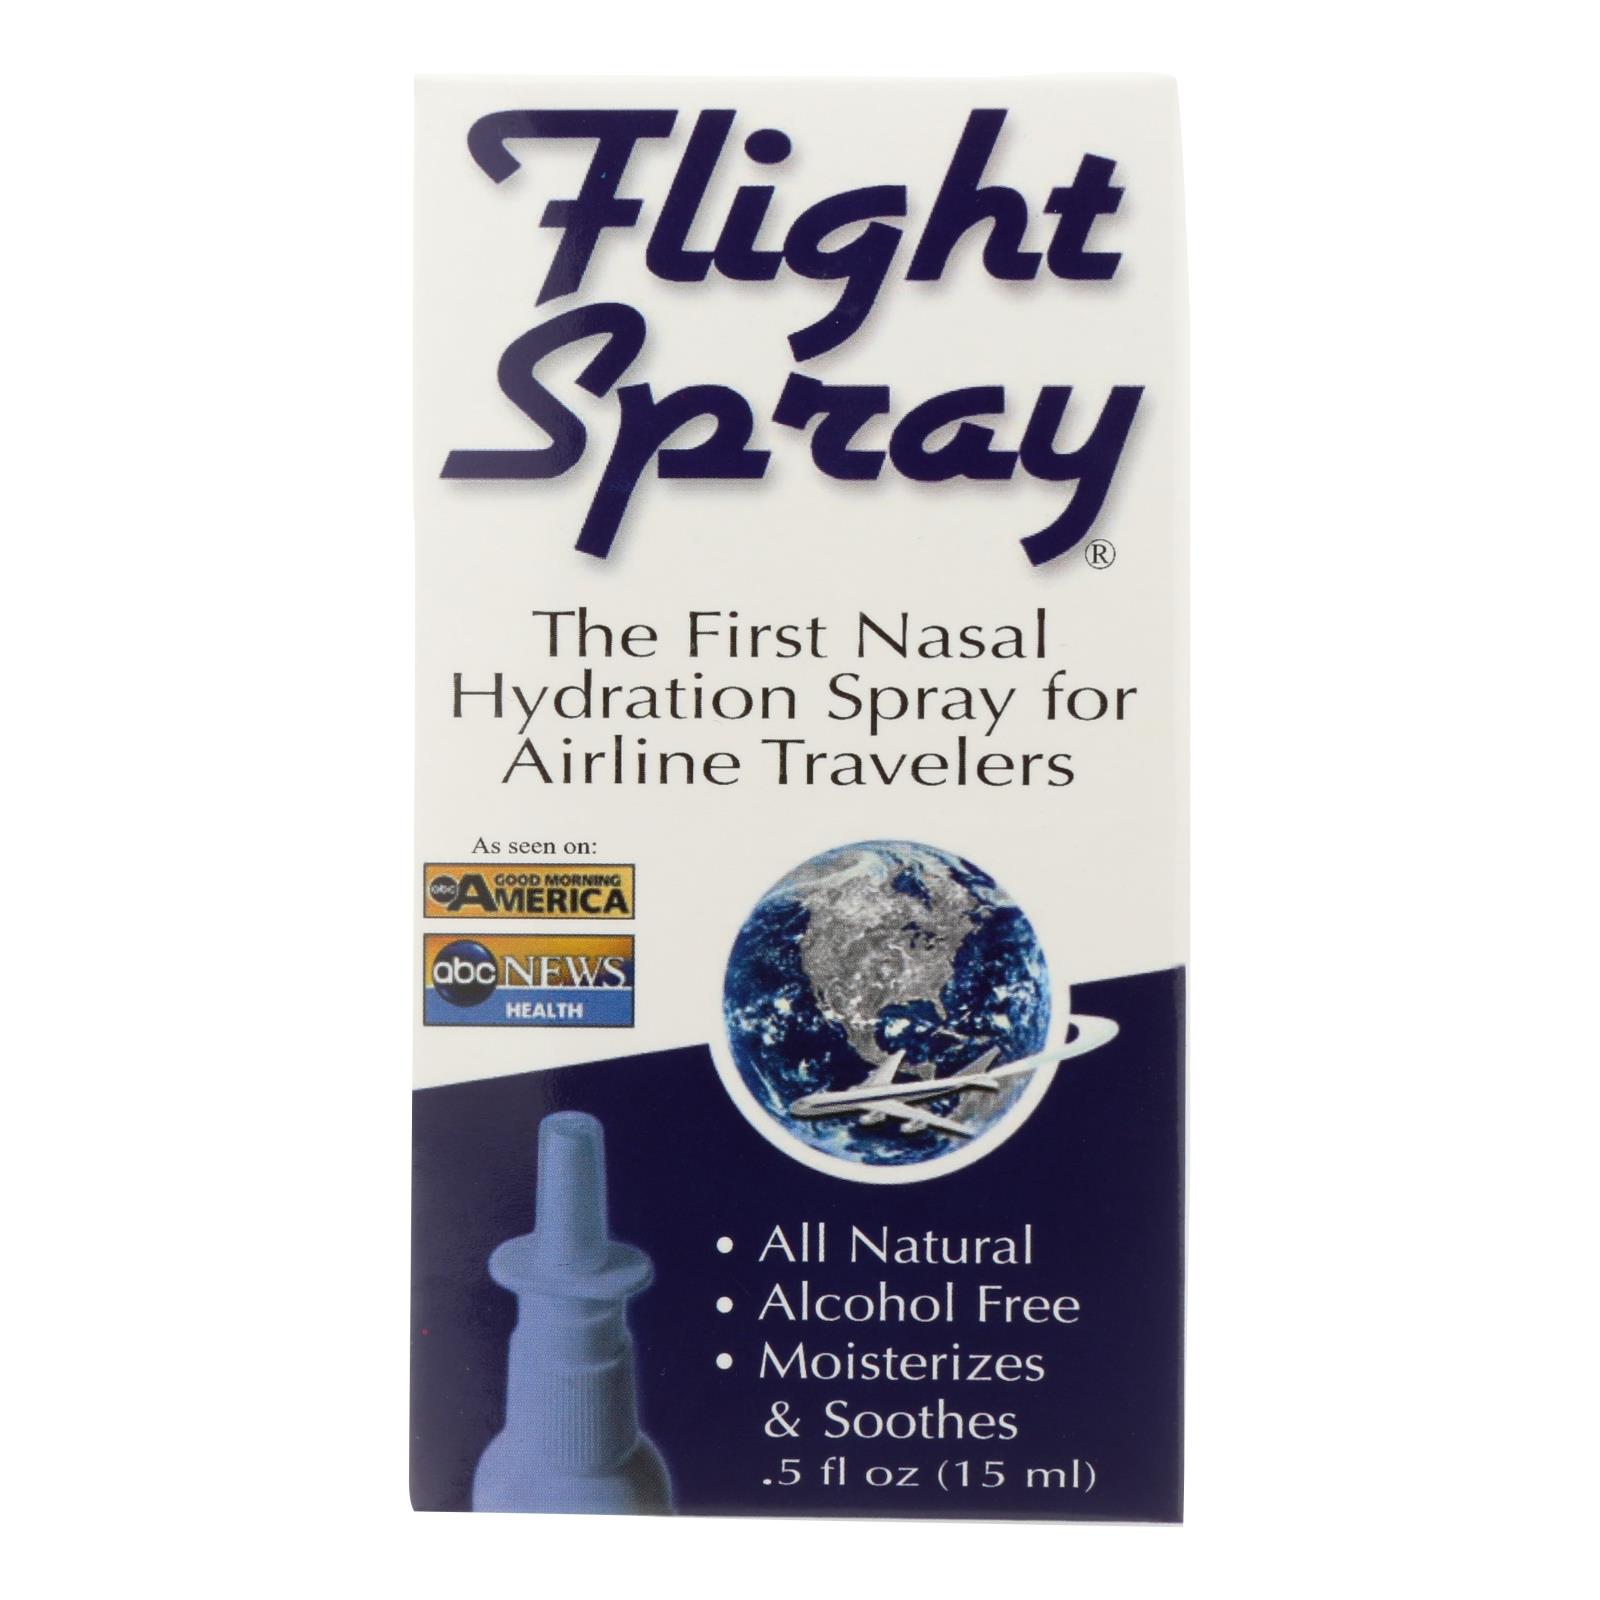 Flight
Spray®
The First Nasal
Hydration Spray for
Airline Travelers
As seen on:
abc GOOD MORNING
AMERICA
abc NEWS
HEALTH
• All Natural
• Alcohol Free
• Moisterizes
& Soothes
.5 fl oz (15 ml)